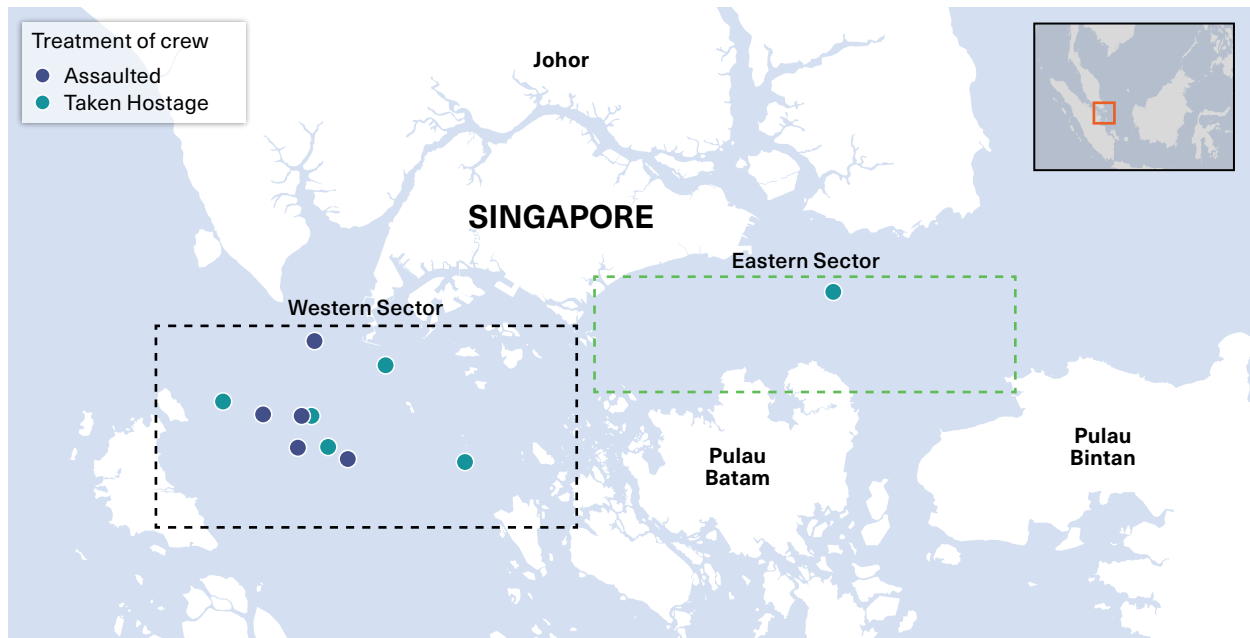 Treatment of crew
Assaulted
Taken Hostage
Johor
SINGAPORE
Eastern Sector
Western Sector
Pulau
Batam
Pulau
Bintan